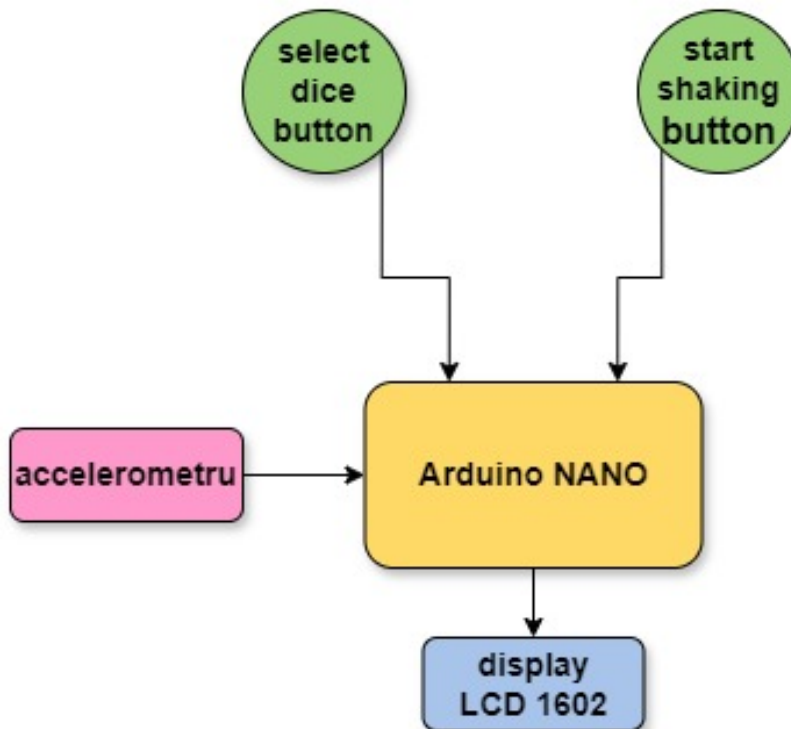 select
dice
button
start
shaking
button
accelerometru
Arduino NANO
display
LCD 1602